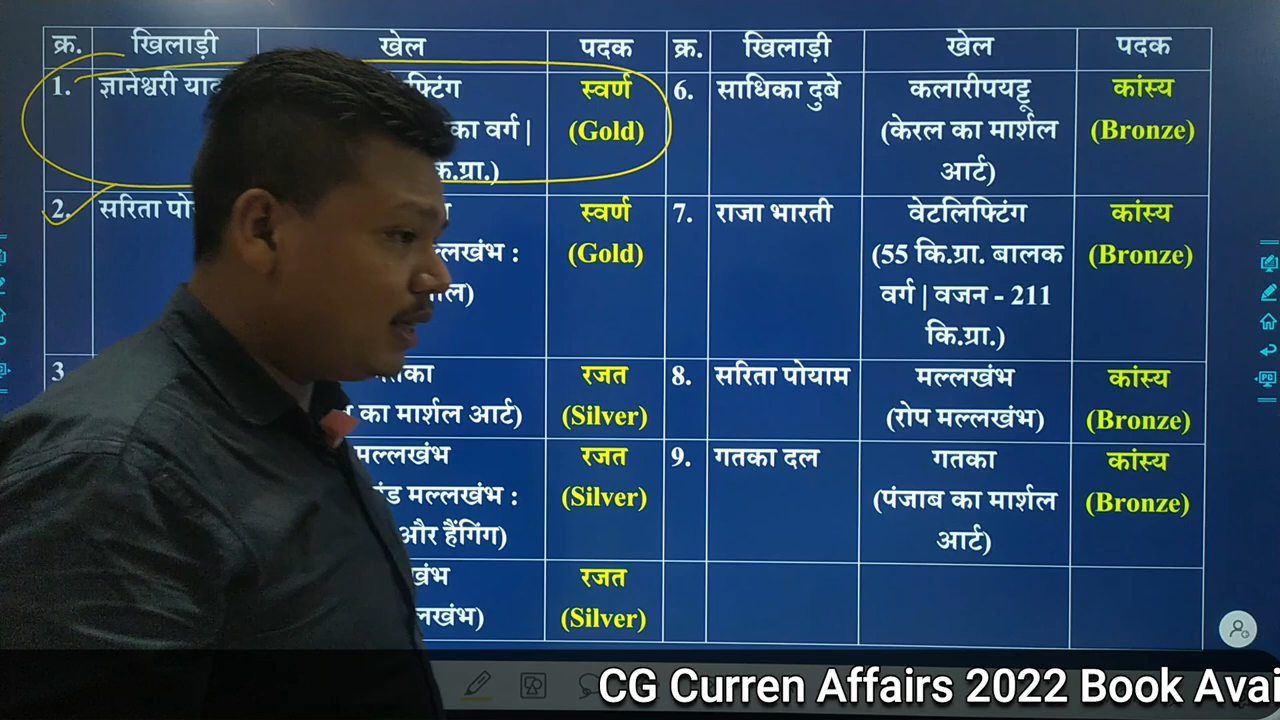 क्र. खिलाड़ी खेल पदक क्र. खिलाड़ी खेल पदक
1. ज्ञानेश्वरी स्वर्ण 6. साधिका दुबे कलारीपयट्टू कांस्य
का वर्ग | (Gold) (केरल का मार्शल (Bronze)
कि.ग्रा.) आर्ट)
2. सरिता स्वर्ण 7. राजा भारती वेटलिफ्टिंग कांस्य
(Gold) (55 कि.ग्रा. बालक (Bronze)
वर्ग | वजन - 211
कि.ग्रा.)
3 रजत 8. सरिता पोयाम मल्लखंभ कांस्य
का मार्शल आर्ट) (Silver) (रोप मल्लखंभ) (Bronze)
मल्लखंभ रजत 9. गतका दल गतका कांस्य
मल्लखंभ : (Silver) (पंजाब का मार्शल (Bronze)
और हैंगिंग) आर्ट)
रजत
(Silver)
CG Curren Affairs 2022 Book